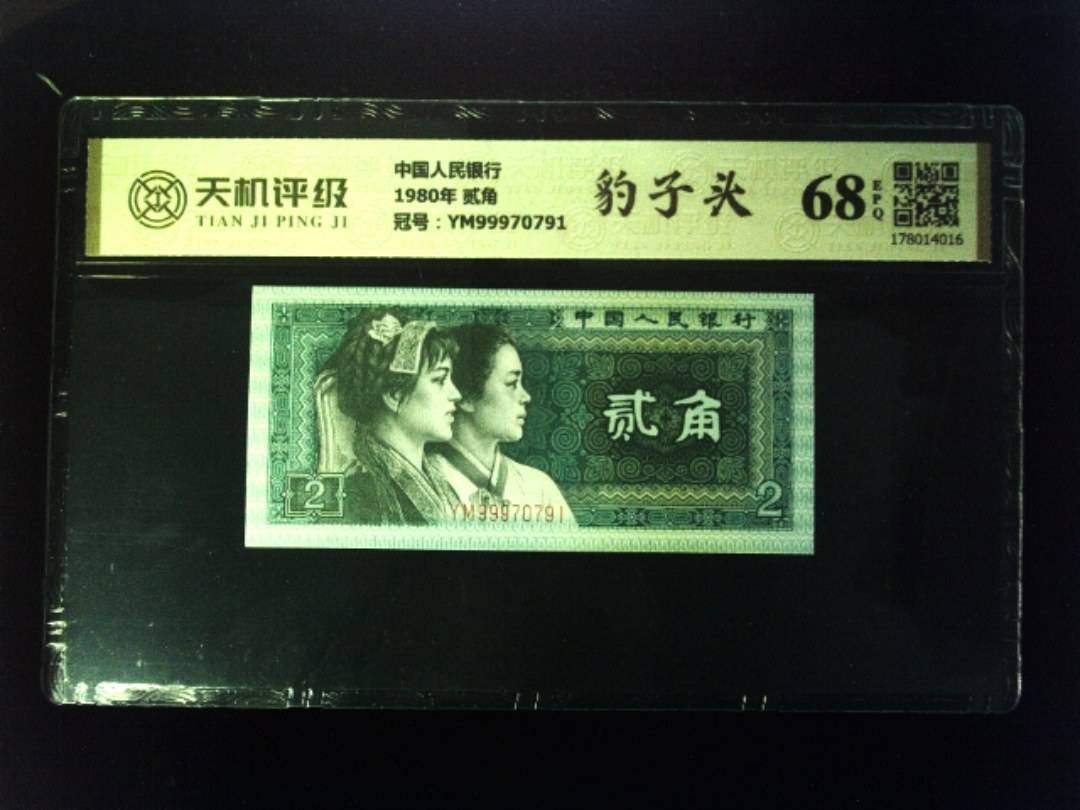 天机评级
TIAN JI PING JI
中国人民银行
1980年 贰角
冠号：YM99970791
豹子头
68
EPQ
178014016
中国人民银行
贰角
2
2
YM99970791